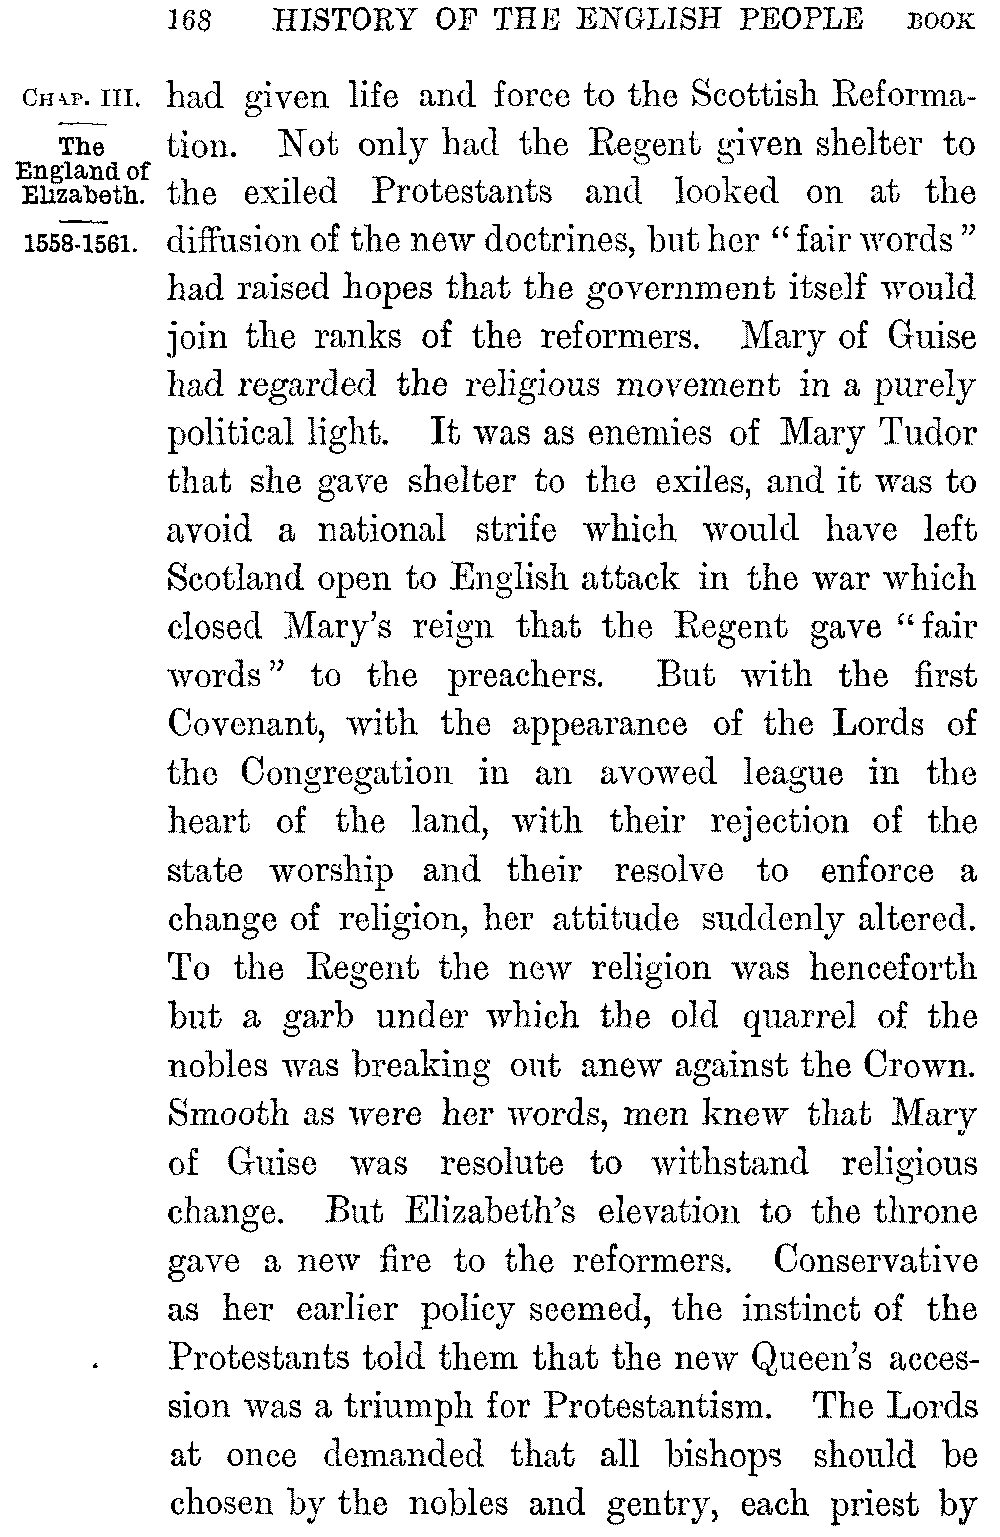 168 HISTORY OF THE ENGLISH PEOPLE BOOK
CHAP. III.
The
England of
Elizabeth.
1558-1561.
had given life and force to the Scottish Reforma-
tion. Not only had the Regent given shelter to
the exiled Protestants and looked on at the
diffusion of the new doctrines, but her “fair words”
had raised hopes that the government itself would
join the ranks of the reformers. Mary of Guise
had regarded the religious movement in a purely
political light. It was as enemies of Mary Tudor
that she gave shelter to the exiles, and it was to
avoid a national strife which would have left
Scotland open to English attack in the war which
closed Mary’s reign that the Regent gave “fair
words” to the preachers. But with the first
Covenant, with the appearance of the Lords of
the Congregation in an avowed league in the
heart of the land, with their rejection of the
state worship and their resolve to enforce a
change of religion, her attitude suddenly altered.
To the Regent the new religion was henceforth
but a garb under which the old quarrel of the
nobles was breaking out anew against the Crown.
Smooth as were her words, men knew that Mary
of Guise was resolute to withstand religious
change. But Elizabeth’s elevation to the throne
gave a new fire to the reformers. Conservative
as her earlier policy seemed, the instinct of the
Protestants told them that the new Queen’s acces-
sion was a triumph for Protestantism. The Lords
at once demanded that all bishops should be
chosen by the nobles and gentry, each priest by